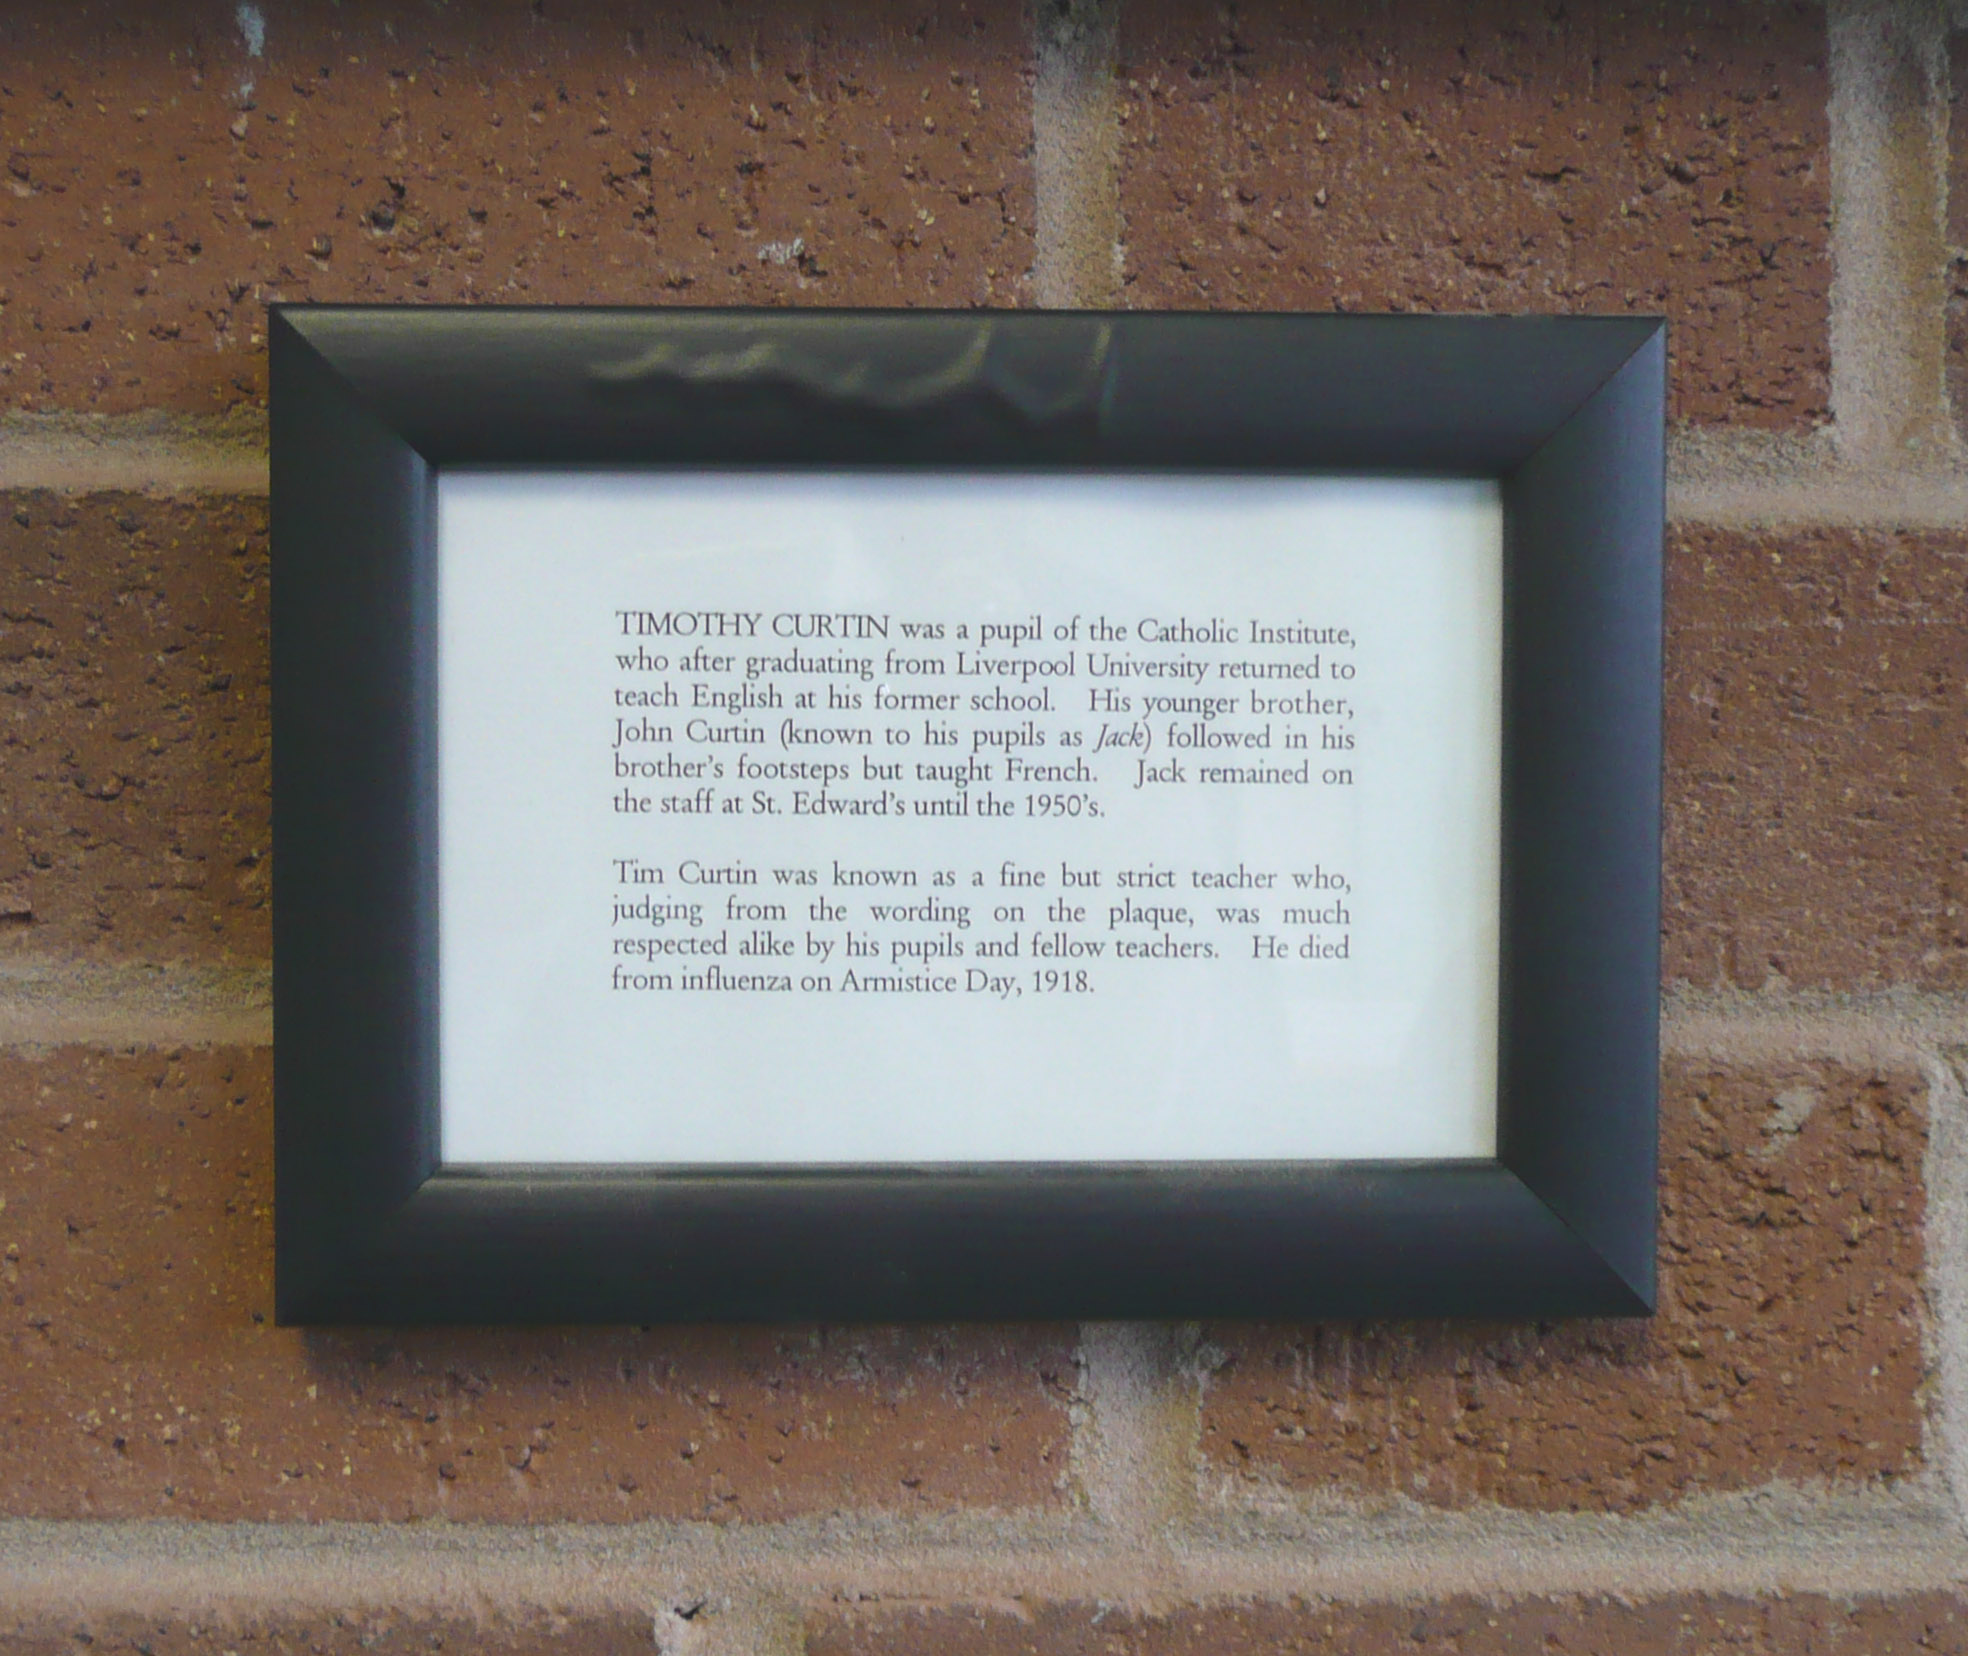 TIMOTHY CURTIN was a pupil of the Catholic Institute,
who after graduating from Liverpool University returned to
teach English at his former school. His younger brother,
John Curtin (known to his pupils as Jack) followed in his
brother's footsteps but taught French. Jack remained on
the staff at St. Edward's until the 1950's.
Tim Curtin was known as a fine but strict teacher who,
judging from the wording on the plaque, was much
respected alike by his pupils and fellow teachers. He died
from influenza on Armistice Day, 1918.